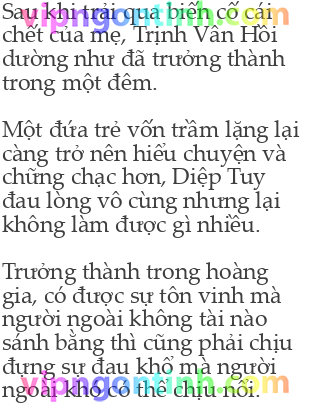 Sau khi trải qua biến cố cái
chết của mẹ, Trịnh Vân Hồi
dường như đã trưởng thành
trong một đêm.

Một đứa trẻ vốn trầm lặng lại
càng trở nên hiểu chuyện và
chững chạc hơn, Diệp Tuy
đau lòng vô cùng nhưng lại
không làm được gì nhiều.

Trưởng thành trong hoàng
gia, có được sự tôn vinh mà
người ngoài không tài nào
sánh bằng thì cũng phải chịu
đựng sự đau khổ mà người
ngoài khó có thể chịu nổi.
vipngontinh.com
vipngontinh.com